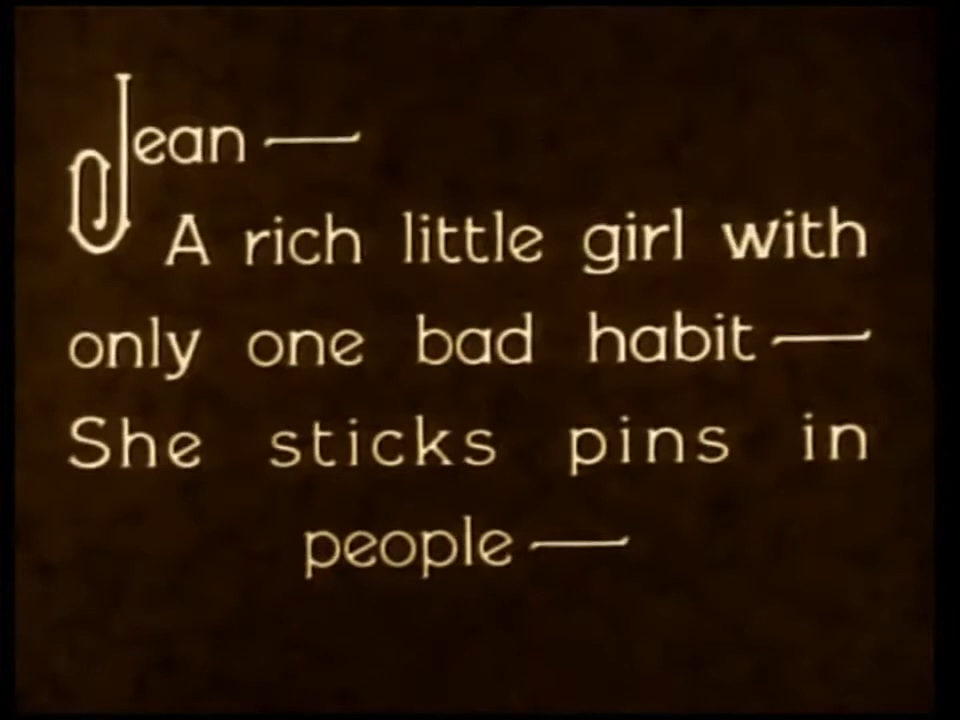 Jean —
A rich little girl with
only one bad habit —
She sticks pins in
people —